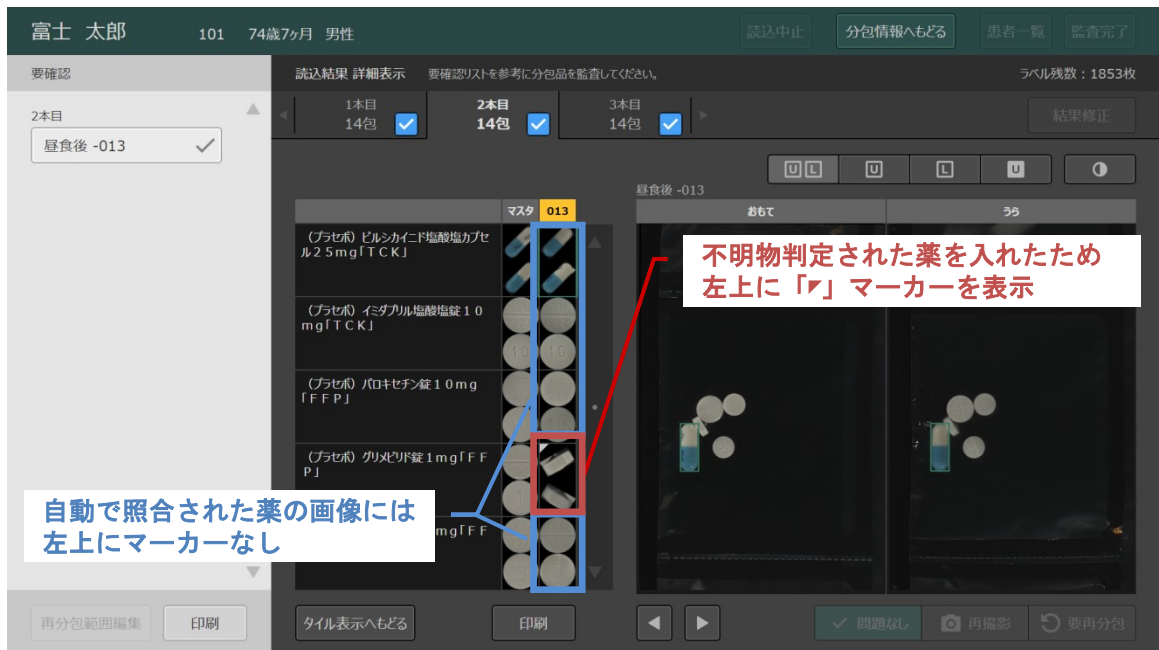 富士 太郎 101 74歳7ヶ月 男性
読込中止 分包情報へもどる 患者一覧 監査完了
要確認
読込結果 詳細表示 要確認リストを参考に分包品を監査してください。 ラベル残数：1853枚
2本目
昼食後 -013
1本目
14包
2本目
14包
3本目
14包
結果修正
U L U L U
昼食後 -013
マスタ 013
おもて うら
（プラセボ）ピルシカイニド塩酸塩カプセ
ル25mg「TCK」
（プラセボ）イミダプリル塩酸塩錠10
mg「TCK」
（プラセボ）パロキセチン錠10mg
「FFP」
（プラセボ）グリメピリド錠1mg「FF
P」
mg「FF
不明物判定された薬を入れたため
左上に「◤」マーカーを表示
自動で照合された薬の画像には
左上にマーカーなし
再分包範囲編集 印刷
タイル表示へもどる 印刷
問題なし 再撮影 要再分包